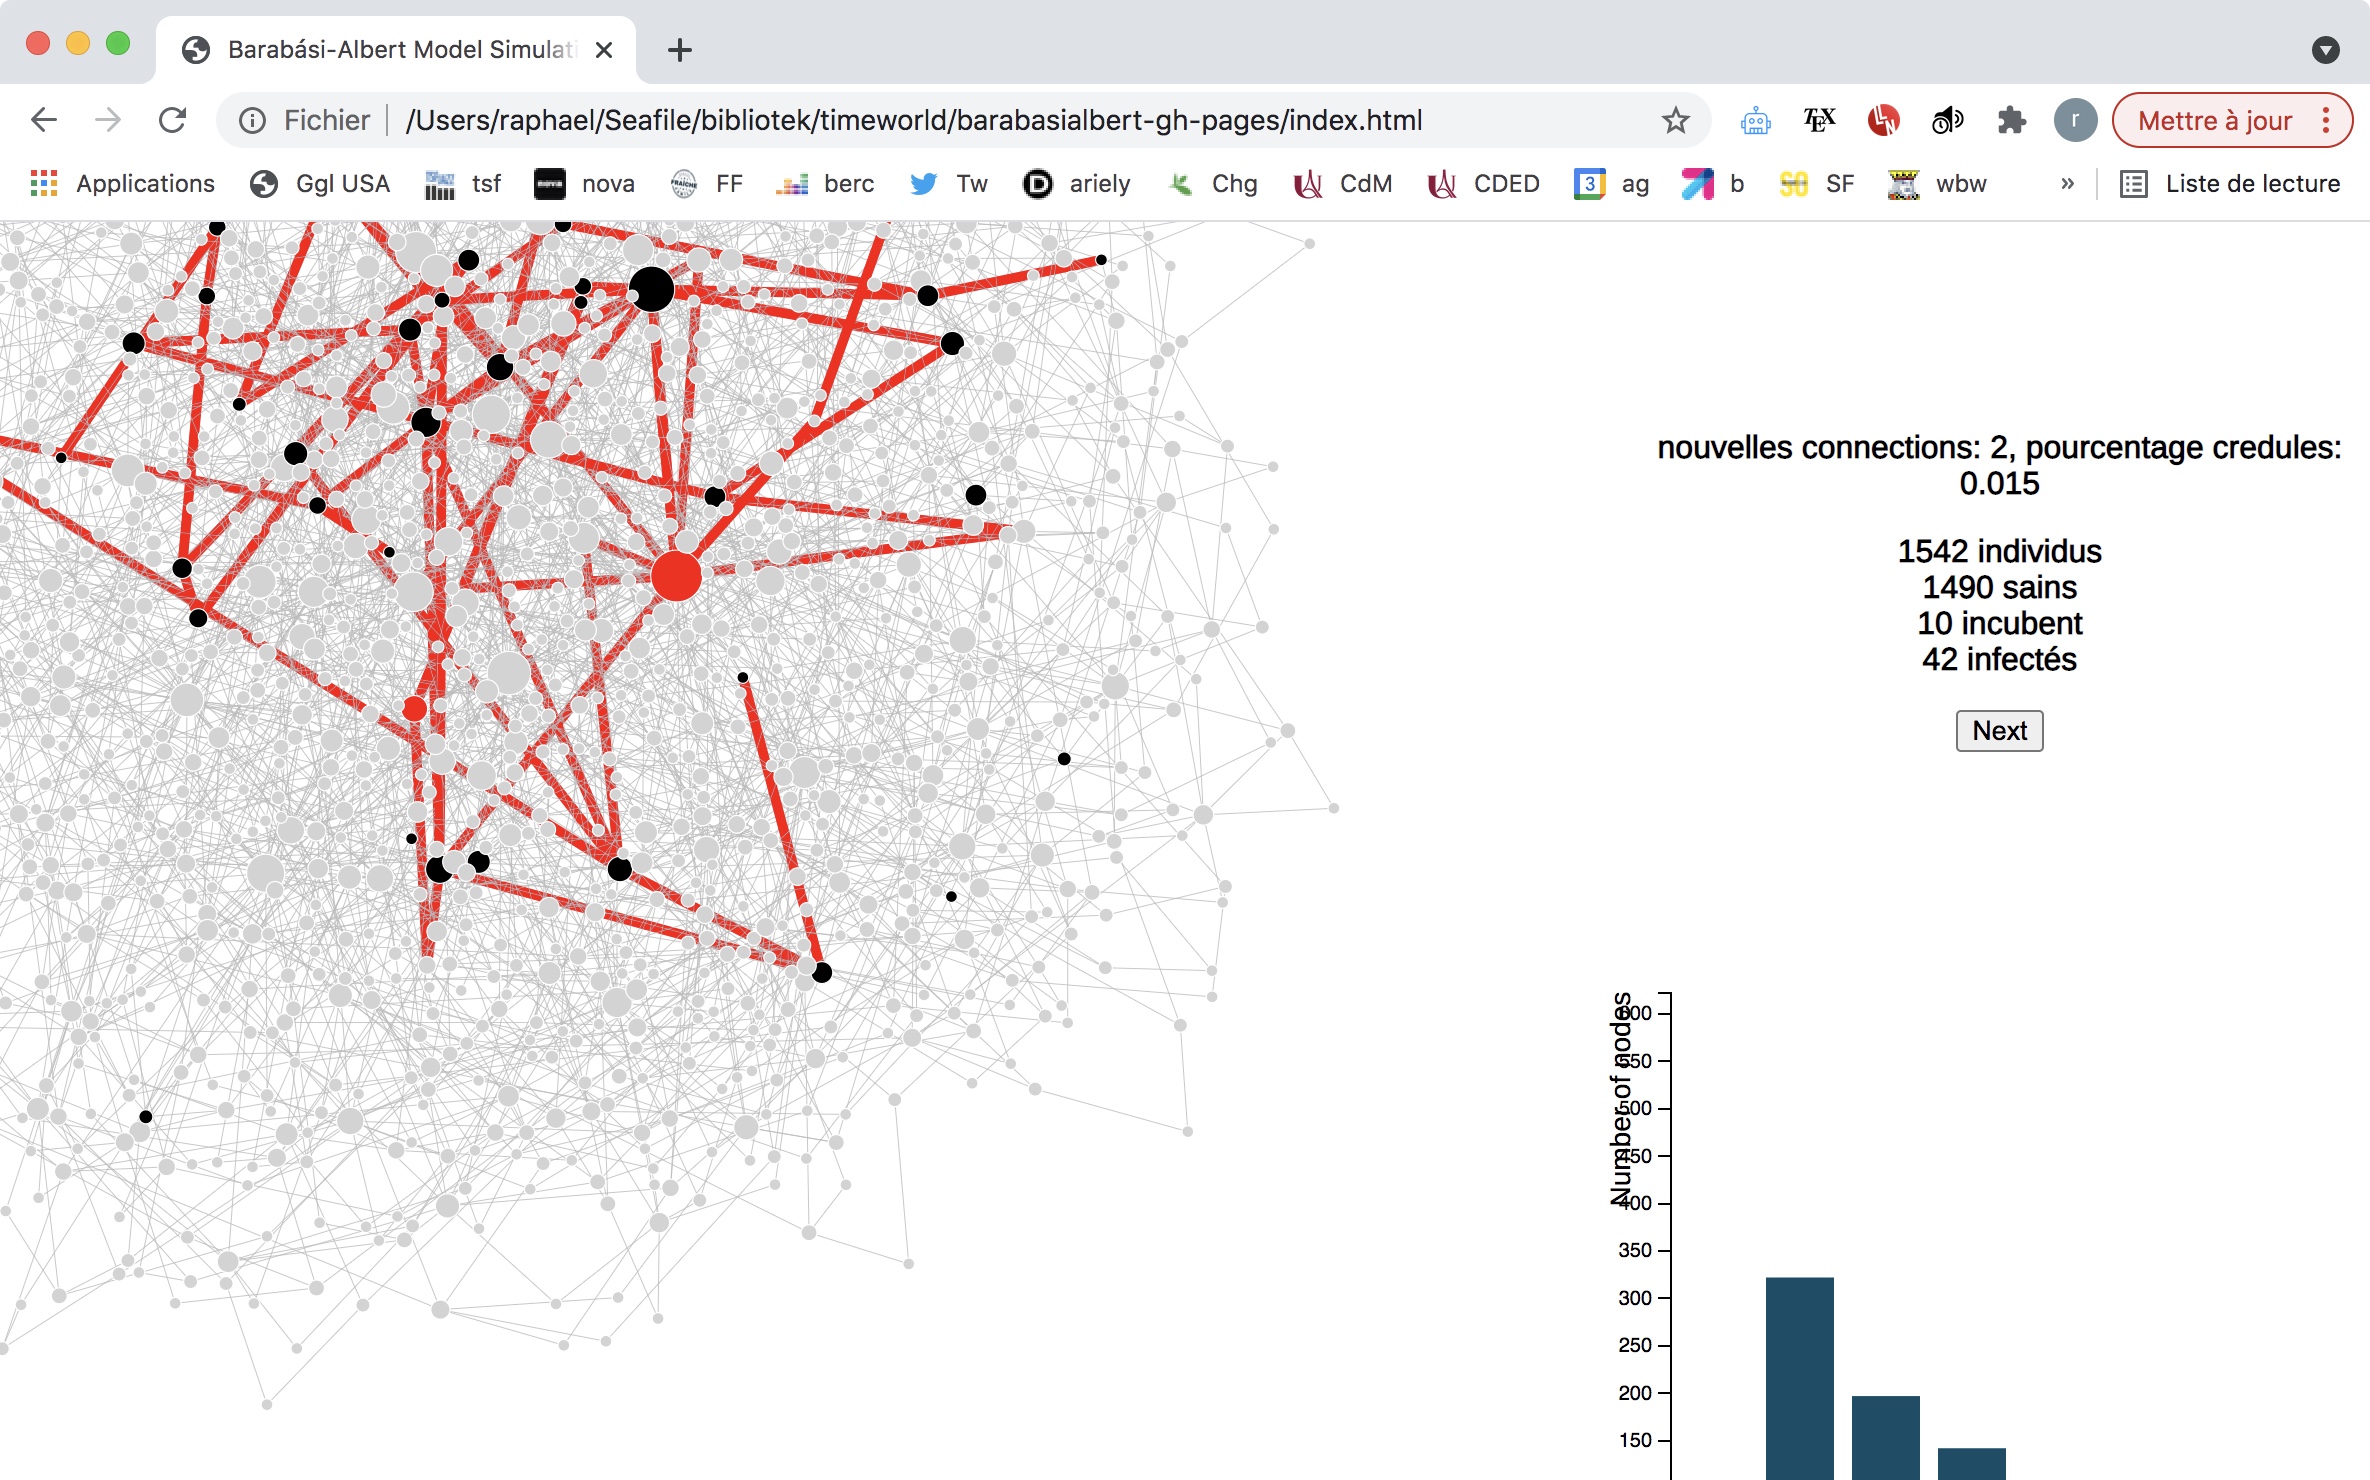 Barabási-Albert Model Simulati
Fichier
/Users/raphael/Seafile/bibliotek/timeworld/barabasialbert-gh-pages/index.html
TEX
r
Mettre à jour
Applications
Ggl USA
tsf
nova
FF
berc
Tw
D
ariely
Chg
CdM
CDED
3
ag
b
SF
wbw
»
Liste de lecture
nouvelles connections: 2, pourcentage credules:
0.015
1542 individus
1490 sains
10 incubent
42 infectés
Next
Number of nodes
600
550
500
450
400
350
300
250
200
150